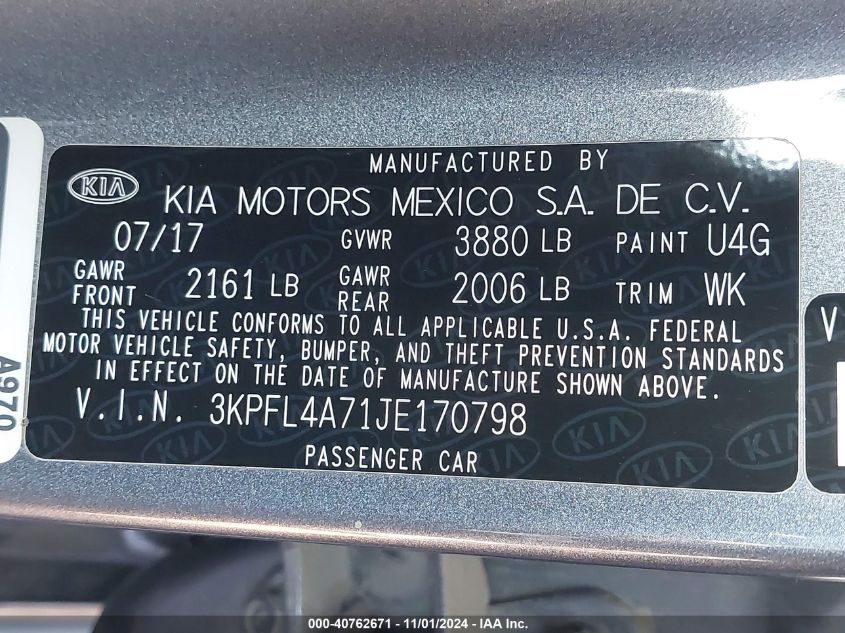 MANUFACTURED BY
KIA KIA MOTORS MEXICO S.A. DE C.V.
07/17 GVWR 3880 LB PAINT U4G
GAWR FRONT 2161 LB GAWR REAR 2006 LB TRIM WK
THIS VEHICLE CONFORMS TO ALL APPLICABLE U.S.A. FEDERAL
MOTOR VEHICLE SAFETY, BUMPER, AND THEFT PREVENTION STANDARDS
IN EFFECT ON THE DATE OF MANUFACTURE SHOWN ABOVE.
V.I.N. 3KPFL4A71JE170798
PASSENGER CAR
A970
V
000-40762671 - 11/01/2024 - IAAI, Inc.